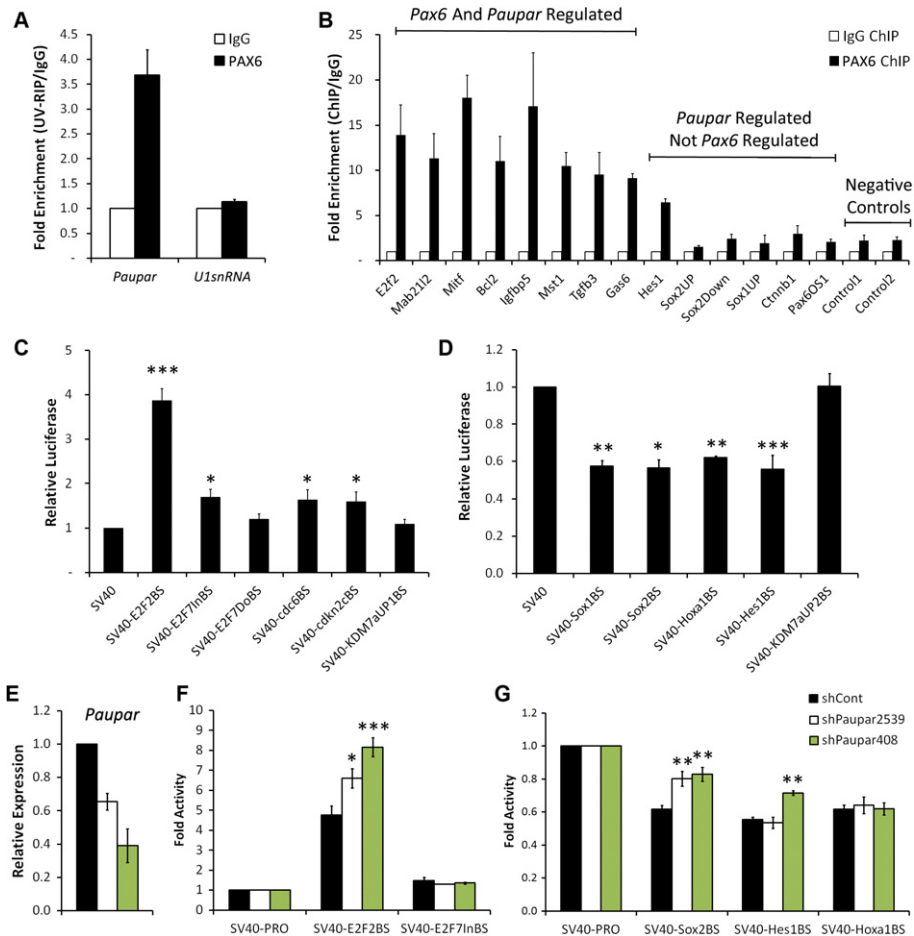 A
IgG
PAX6
Fold Enrichment (UV-RIP/IgG)
4.5
4.0
3.5
3.0
2.5
2.0
1.5
1.0
0.5
-
Paupar
U1snRNA
B
Pax6 And Paupar Regulated
IgG ChIP
PAX6 ChIP
Paupar Regulated
Not Pax6 Regulated
Negative
Controls
Fold Enrichment (ChIP/IgG)
25
20
15
10
5
-
E2f2
Mab21l2
Mitf
Bcl2
Igfbp5
Mst1
Tgfb3
Gas6
Hes1
Sox2UP
Sox2Down
Sox1UP
Ctnnb1
Pax6OS1
Control1
Control2
C
Relative Luciferase
5
4
3
2
1
-
***
*
*
*
SV40
SV40-E2F2BS
SV40-E2F7InBS
SV40-E2F7DoBS
SV40-cdc6BS
SV40-cdkn2cBS
SV40-KDM7aUP1BS
D
Relative Luciferase
1.2
1.0
0.8
0.6
0.4
0.2
0.0
**
*
**
***
SV40
SV40-Sox1BS
SV40-Sox2BS
SV40-Hoxa1BS
SV40-Hes1BS
SV40-KDM7aUP2BS
E
Paupar
Relative Expression
1.2
1.0
0.8
0.6
0.4
0.2
0.0
F
Fold Activity
10
9
8
7
6
5
4
3
2
1
0
*
***
SV40-PRO
SV40-E2F2BS
SV40-E2F7InBS
G
shCont
shPaupar2539
shPaupar408
Fold Activity
1.2
1.0
0.8
0.6
0.4
0.2
0.0
**
**
**
SV40-PRO
SV40-Sox2BS
SV40-Hes1BS
SV40-Hoxa1BS